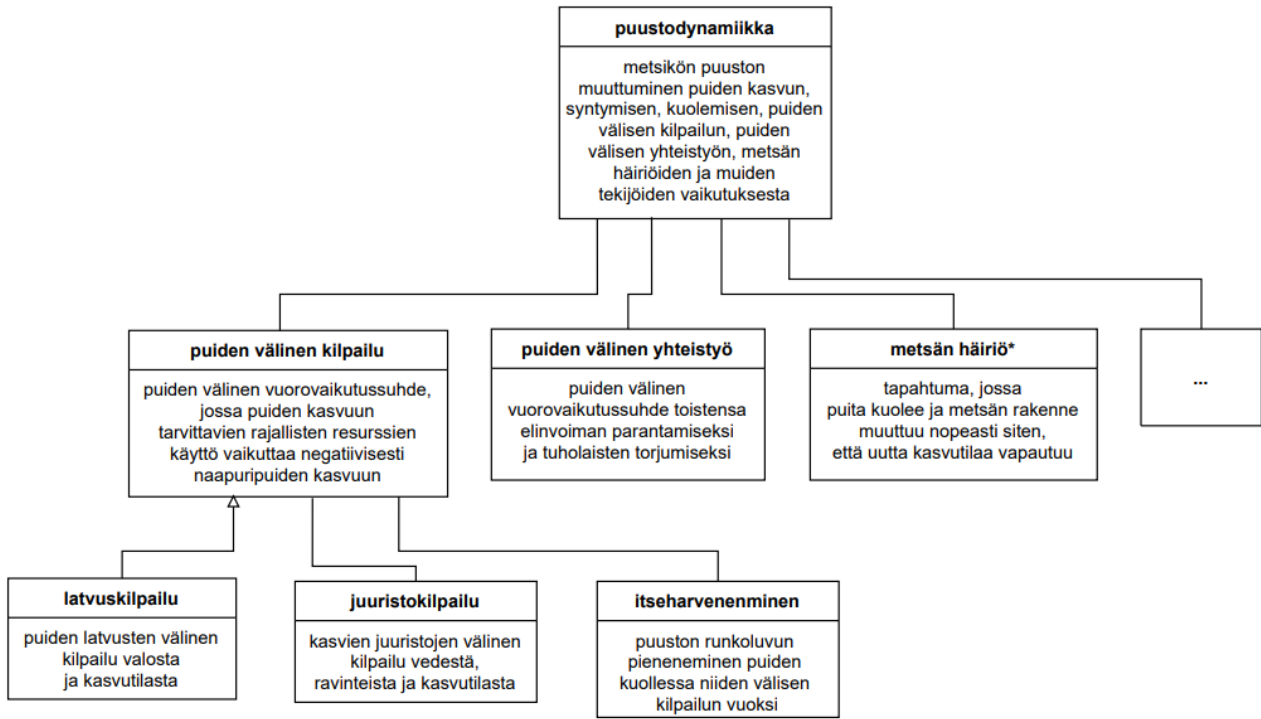 puustodynamiikka
metsikön puuston
muuttuminen puiden kasvun,
syntymisen, kuolemisen, puiden
välisen kilpailun, puiden
välisen yhteistyön, metsän
häiriöiden ja muiden
tekijöiden vaikutuksesta
puiden välinen kilpailu
puiden välinen vuorovaikutussuhde,
jossa puiden kasvuun
tarvittavien rajallisten resurssien
käyttö vaikuttaa negatiivisesti
naapuripuiden kasvuun
puiden välinen yhteistyö
puiden välinen
vuorovaikutussuhde toistensa
elinvoiman parantamiseksi
ja tuholaisten torjumiseksi
metsän häiriö*
tapahtuma, jossa
puita kuolee ja metsän rakenne
muuttuu nopeasti siten,
että uutta kasvutilaa vapautuu
...
latvuskilpailu
puiden latvusten välinen
kilpailu valosta
ja kasvutilasta
juuristokilpailu
kasvien juuristojen välinen
kilpailu vedestä,
ravinteista ja kasvutilasta
itseharvenenminen
puuston runkoluvun
pieneneminen puiden
kuollessa niiden välisen
kilpailun vuoksi